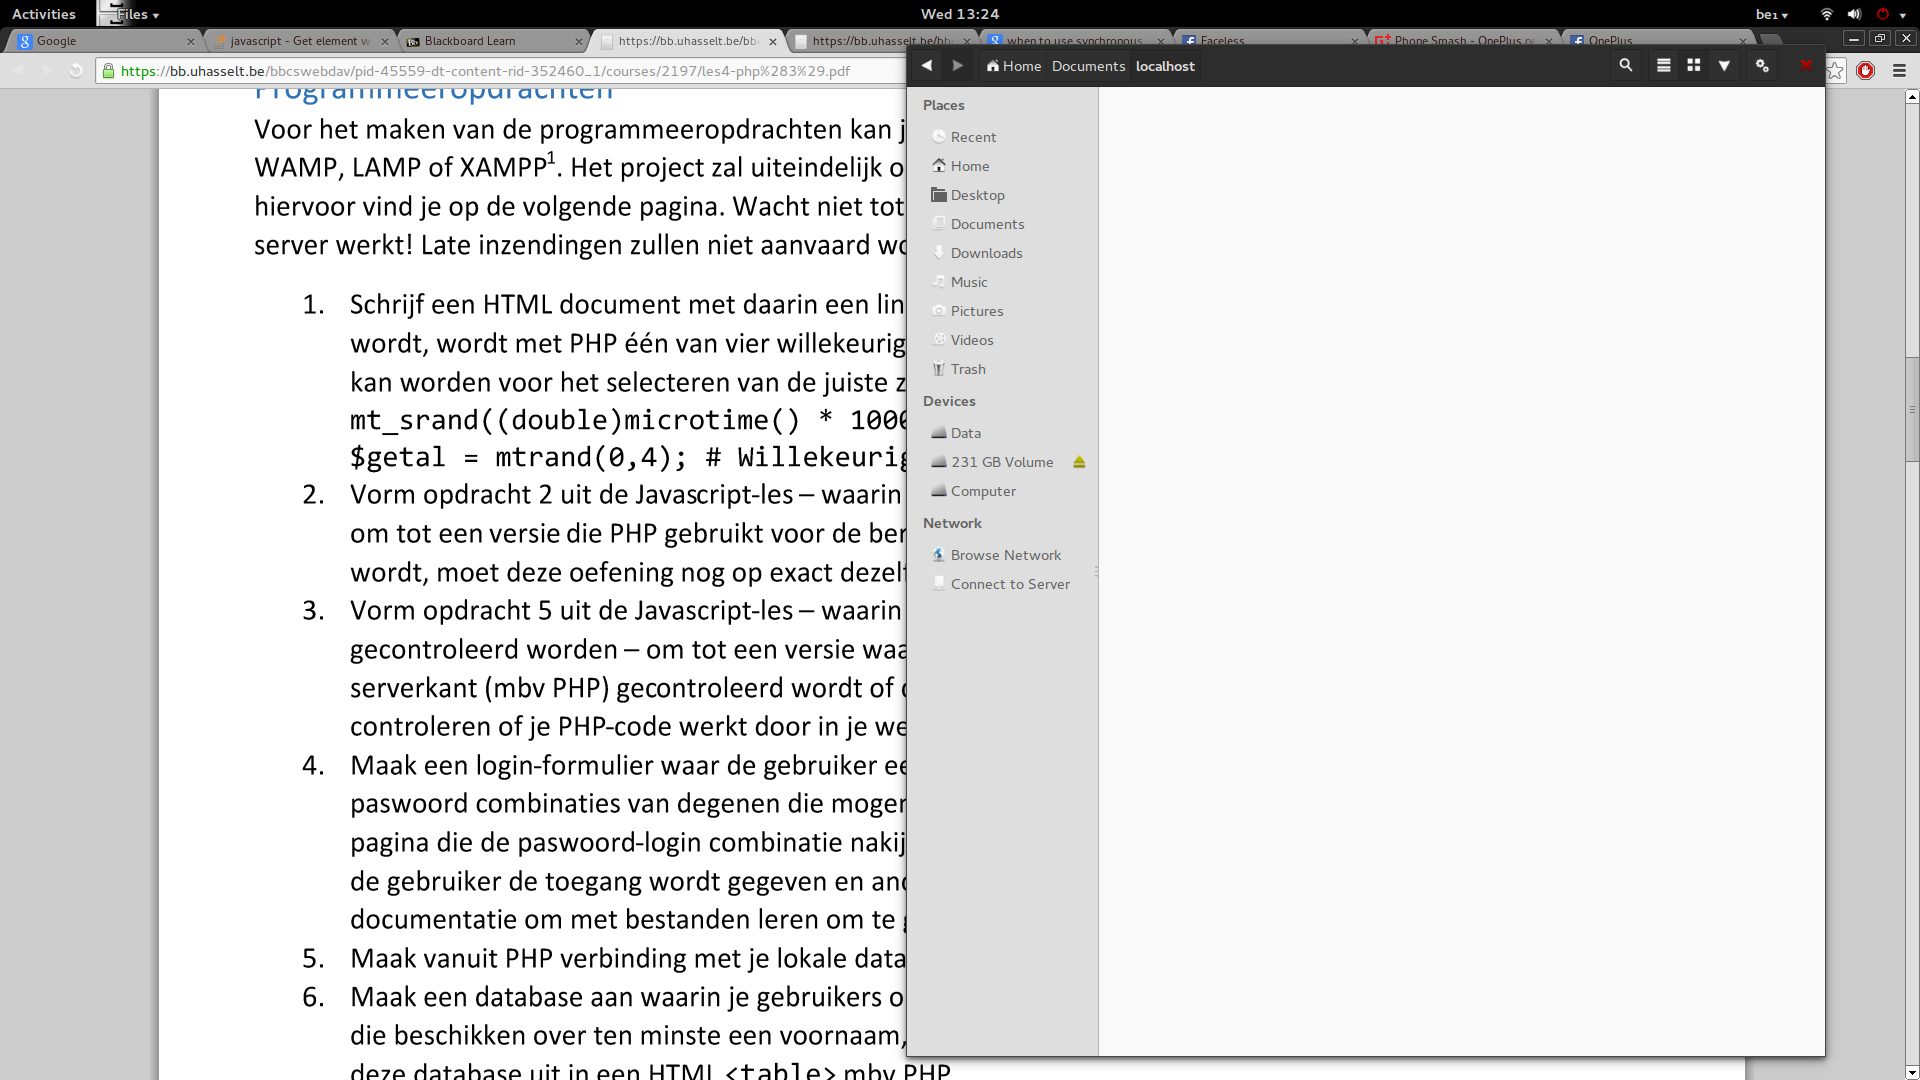 Activities
Files
Wed 13:24
be1
Google
javascript - Get element w
Blackboard Learn
https://bb.uhasselt.be/bb
https://bb.uhasselt.be/bb
when to use synchronous
Faceless
Phone Smash - OnePlus
OnePlus
https://bb.uhasselt.be/bbcswebdav/pid-45559-dt-content-rid-352460_1/courses/2197/les4-php%283%29.pdf
Home
Documents
localhost
Programmeeropdrachten
Voor het maken van de programmeeropdrachten kan
WAMP, LAMP of XAMPP1. Het project zal uiteindelijk
hiervoor vind je op de volgende pagina. Wacht niet tot
server werkt! Late inzendingen zullen niet aanvaard
1. Schrijf een HTML document met daarin een lin
wordt, wordt met PHP één van vier willekeurig
kan worden voor het selecteren van de juiste
mt_srand((double)microtime() * 1000
$getal = mtrand(0,4); # Willekeurig
2. Vorm opdracht 2 uit de Javascript-les – waarin
om tot een versie die PHP gebruikt voor de ber
wordt, moet deze oefening nog op exact dezelf
3. Vorm opdracht 5 uit de Javascript-les – waarin
gecontroleerd worden – om tot een versie waa
serverkant (mbv PHP) gecontroleerd wordt of
controleren of je PHP-code werkt door in je we
4. Maak een login-formulier waar de gebruiker ee
paswoord combinaties van degenen die moger
pagina die de paswoord-login combinatie nakij
de gebruiker de toegang wordt gegeven en and
documentatie om met bestanden leren om te
5. Maak vanuit PHP verbinding met je lokale data
6. Maak een database aan waarin je gebruikers o
die beschikken over ten minste een voornaam,
deze database uit in een HTML <table> mbv PHP
Places
Recent
Home
Desktop
Documents
Downloads
Music
Pictures
Videos
Trash
Devices
Data
231 GB Volume
Computer
Network
Browse Network
Connect to Server